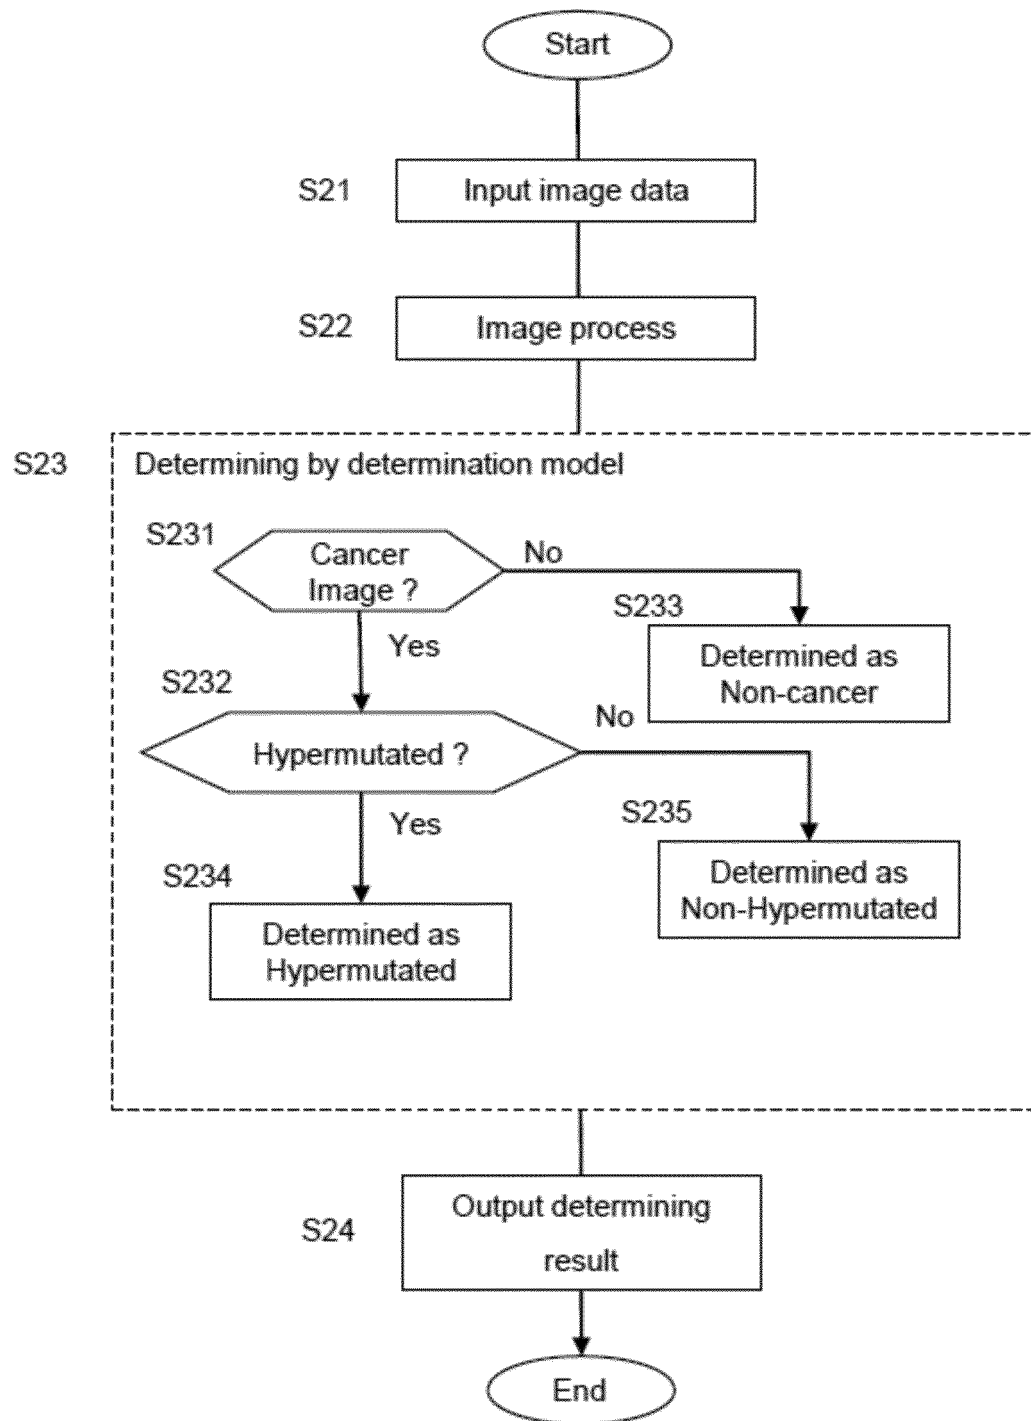 Start
S21
Input image data
S22
Image process
S23
Determining by determination model
S231
Cancer
Image ?
No
S233
Yes
Determined as
Non-cancer
S232
No
Hypermutated ?
S235
Yes
Determined as
Non-Hypermutated
S234
Determined as
Hypermutated
S24
Output determining
result
End